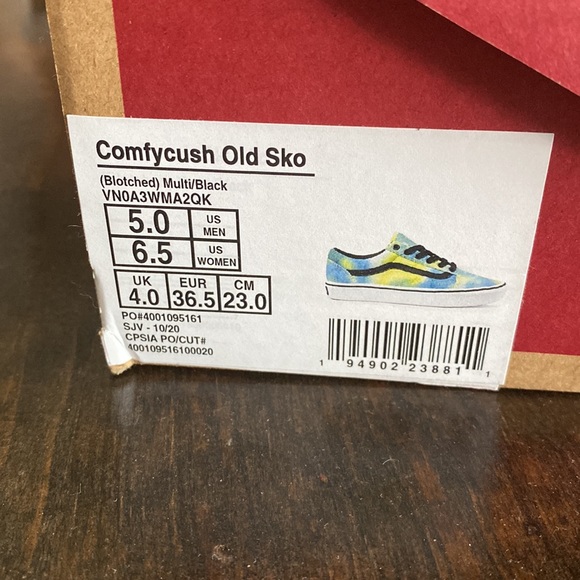 Comfycush Old Sko
(Blotched) Multi/Black
VN0A3WMA2QK
5.0 US MEN
6.5 US WOMEN
UK EUR CM
4.0 36.5 23.0
PO#4001095161
SJV - 10/20
CPSIA PO/CUT#
400109516100020
1 94902 23881 1